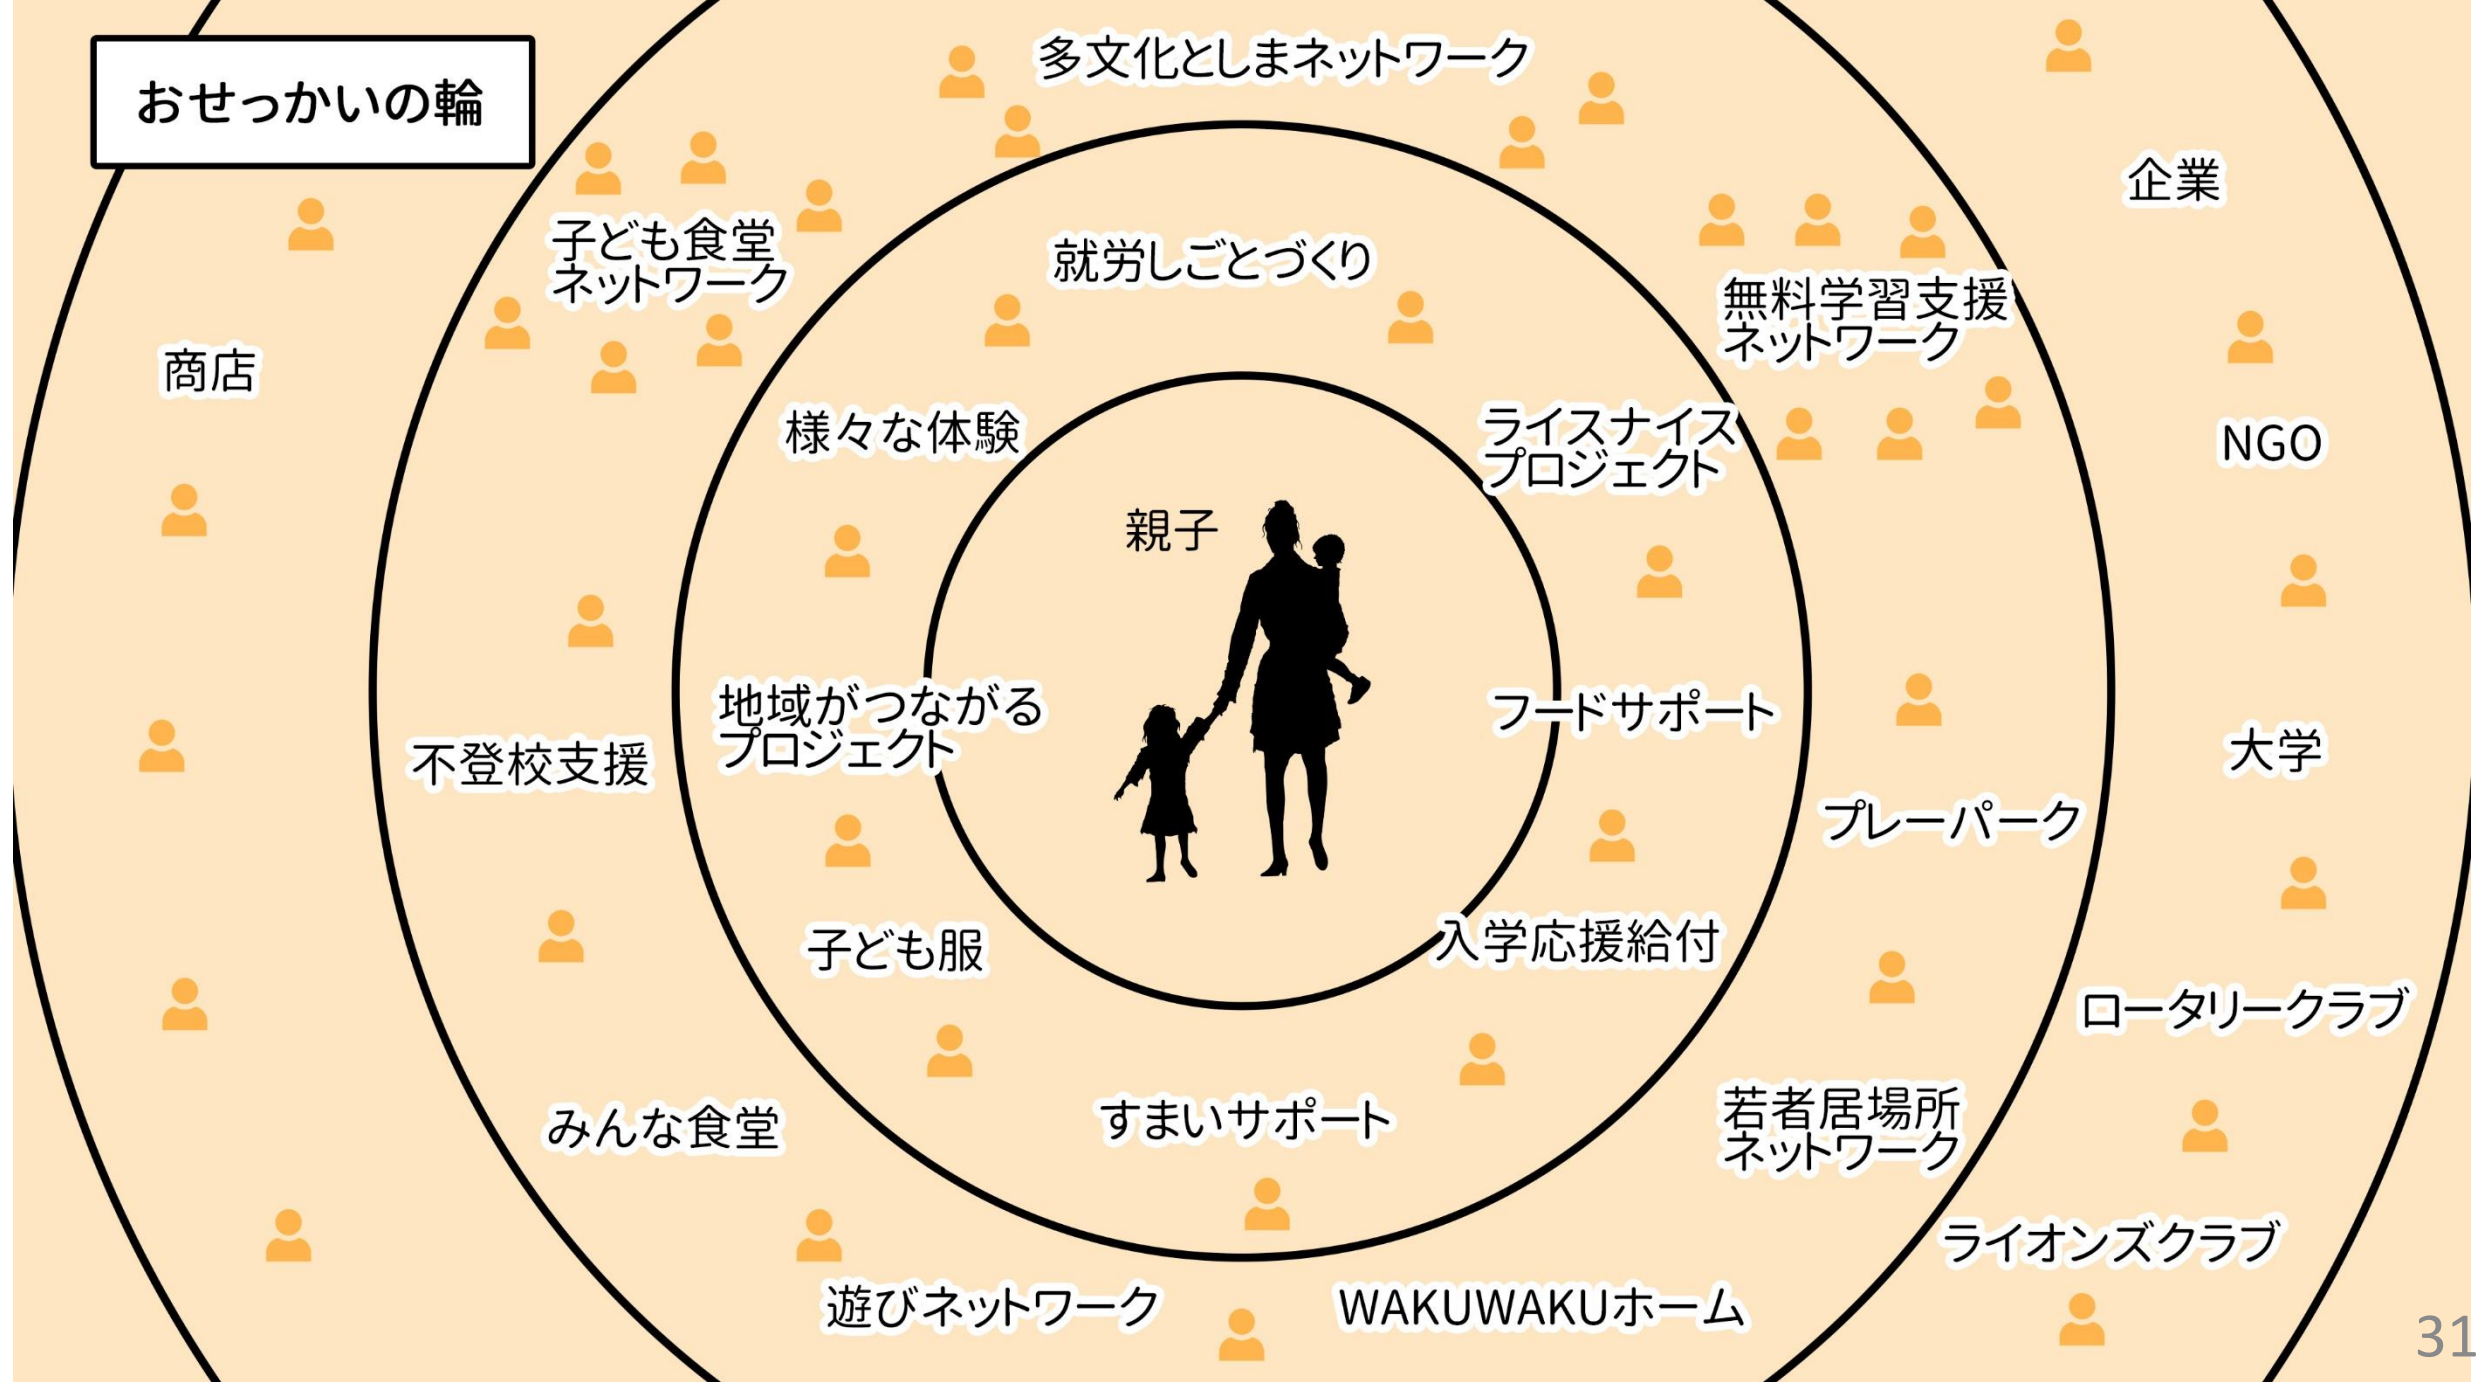 おせっかいの輪
多文化としまネットワーク
企業
子ども食堂
ネットワーク
就労しごとづくり
無料学習支援
ネットワーク
商店
様々な体験
ライスナイス
プロジェクト
NGO
親子
地域がつながる
プロジェクト
フードサポート
不登校支援
大学
プレーパーク
子ども服
入学応援給付
ロータリークラブ
みんな食堂
すまいサポート
若者居場所
ネットワーク
ライオンズクラブ
遊びネットワーク
WAKUWAKUホーム
31